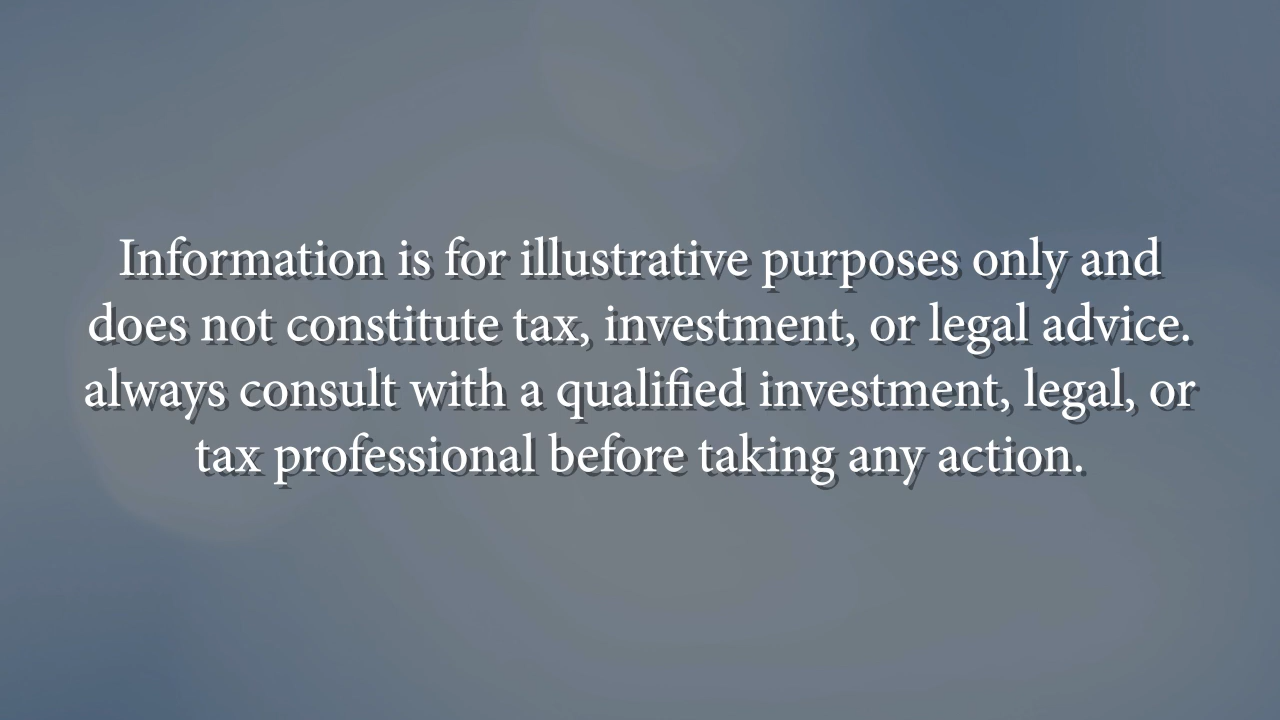 Information is for illustrative purposes only and
does not constitute tax, investment, or legal advice.
always consult with a qualified investment, legal, or
tax professional before taking any action.